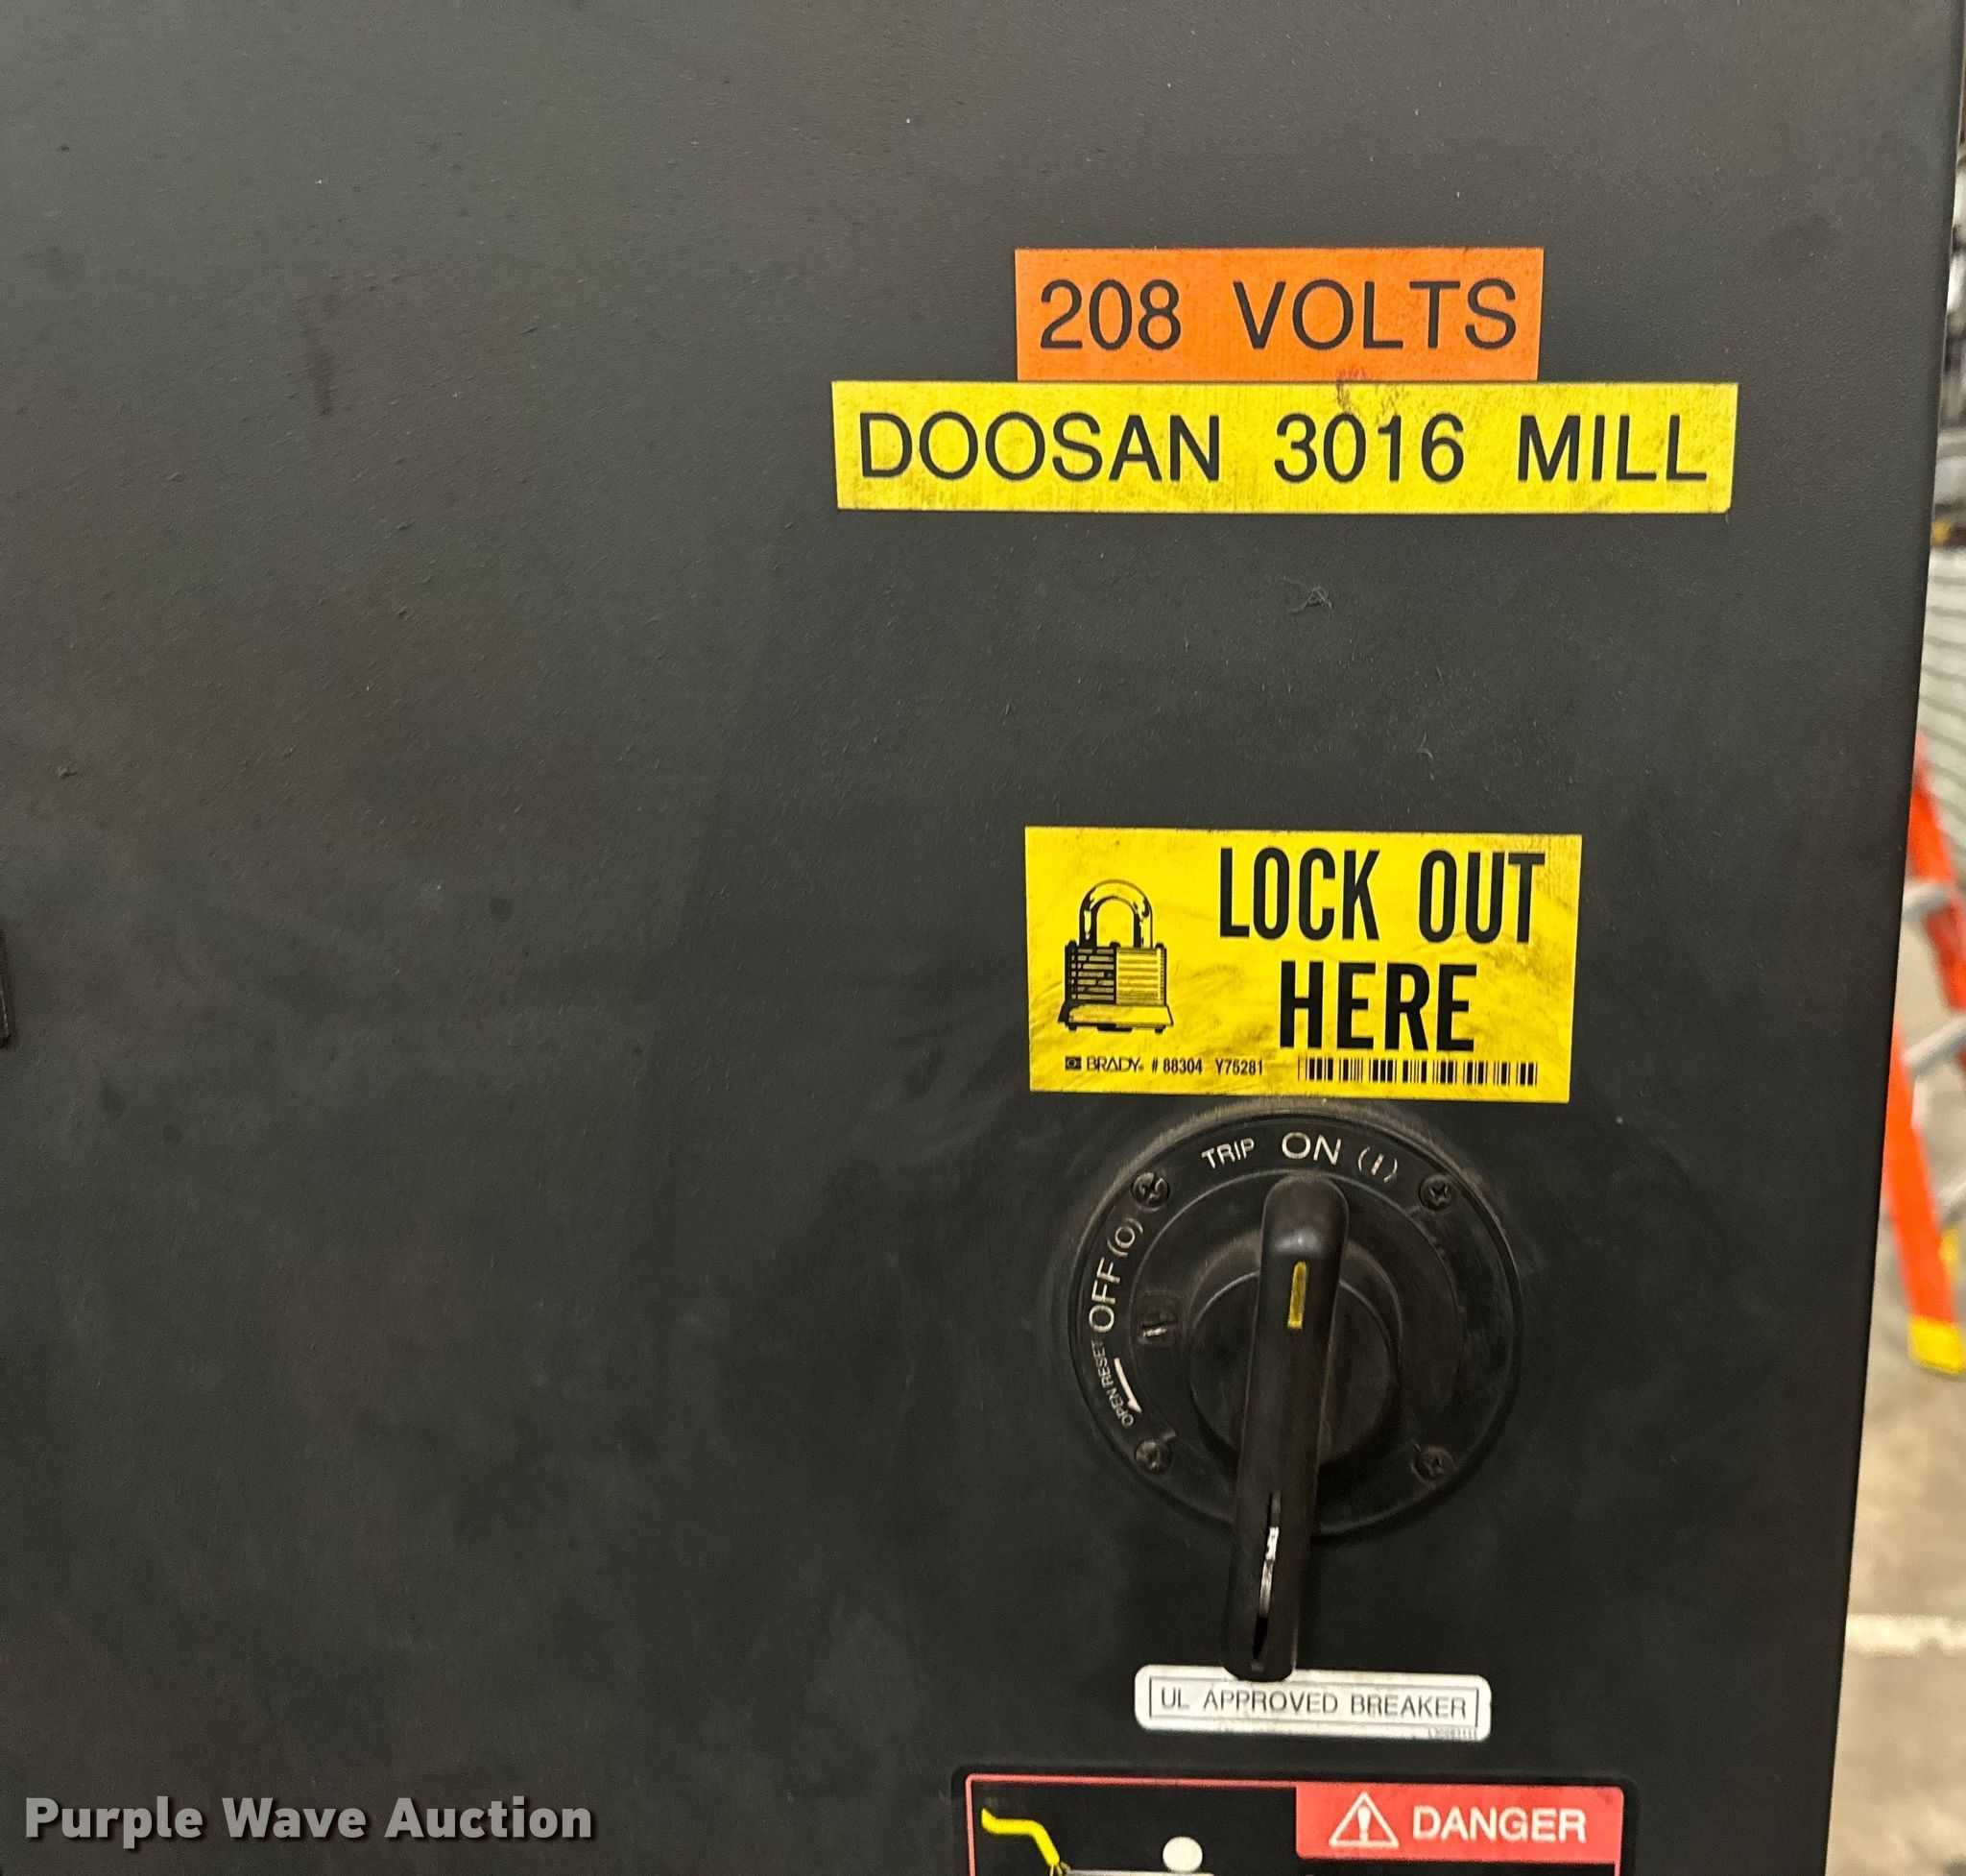 208 VOLTS
DOOSAN 3016 MILL
LOCK OUT
HERE
BRADY # 88304 Y75281
TRIP ON (I)
OFF (O)
OPEN RESET
UL APPROVED BREAKER
DANGER
Purple Wave Auction